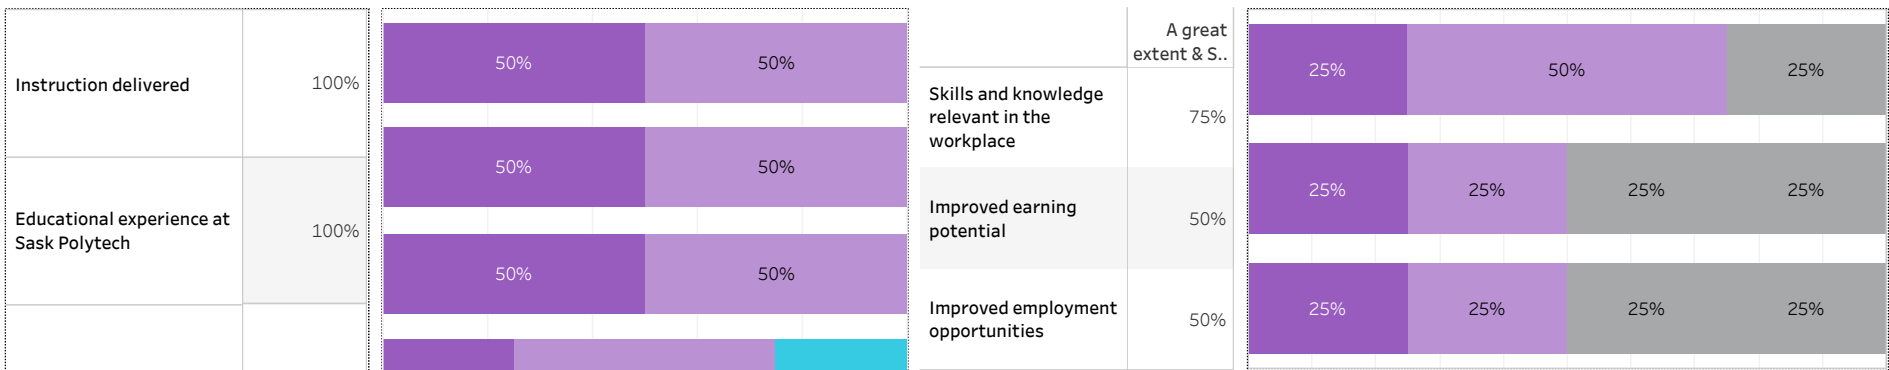 Instruction delivered
100%
Educational experience at
Sask Polytech
100%
50% 50%
50% 50%
50% 50%
A great
extent & S..
Skills and knowledge
relevant in the
workplace
75%
Improved earning
potential
50%
Improved employment
opportunities
50%
25% 50% 25%
25% 25% 25% 25%
25% 25% 25% 25%